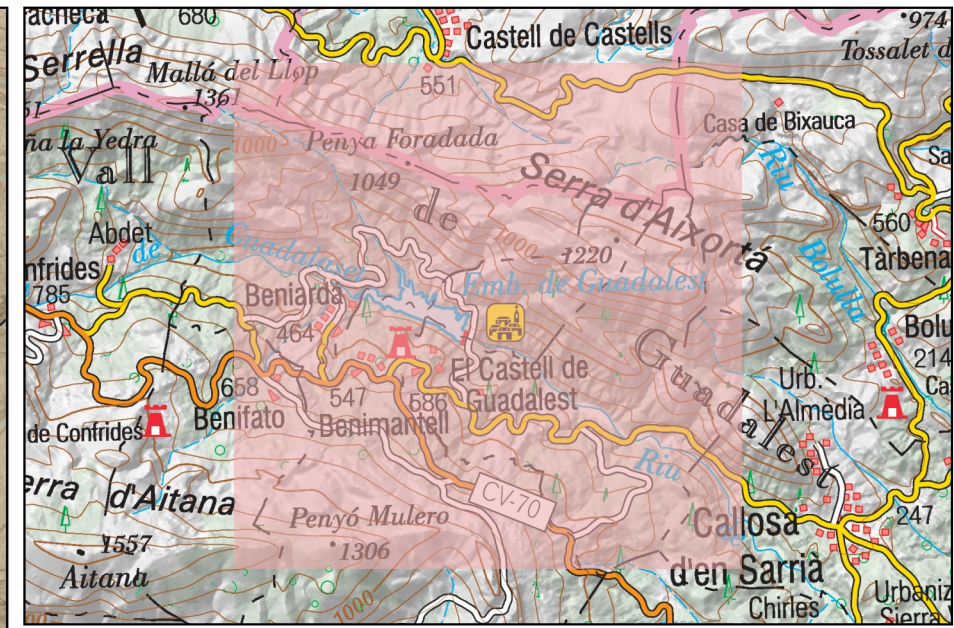 acheca
680
Castell de Castells
974
Tossalet d
Serrella
Mallá del Llop
1361
551
51
ña la Yedra
1000
Penya Foradada
Casa de Bixauca
Sa
Vall
1049
de
Serra d'Aixortá
Riu
Bolulla
560
Abdet
de
Guadalest
1000
1220
Tàrbena
nfrides
785
Beniardà
Emb. de Guadalest
464
Guadalest
Bolu
214
Ca
658
547
586
El Castell de
Guadalest
Urb.
L'Almedia
de Confrides
Benifato
Benimantell
Riu
erra d'Aitana
CV-70
Penyó Mulero
1306
Callosa
d'en Sarrià
247
1557
Aitana
1000
Chirles
Urbaniz
Sierra